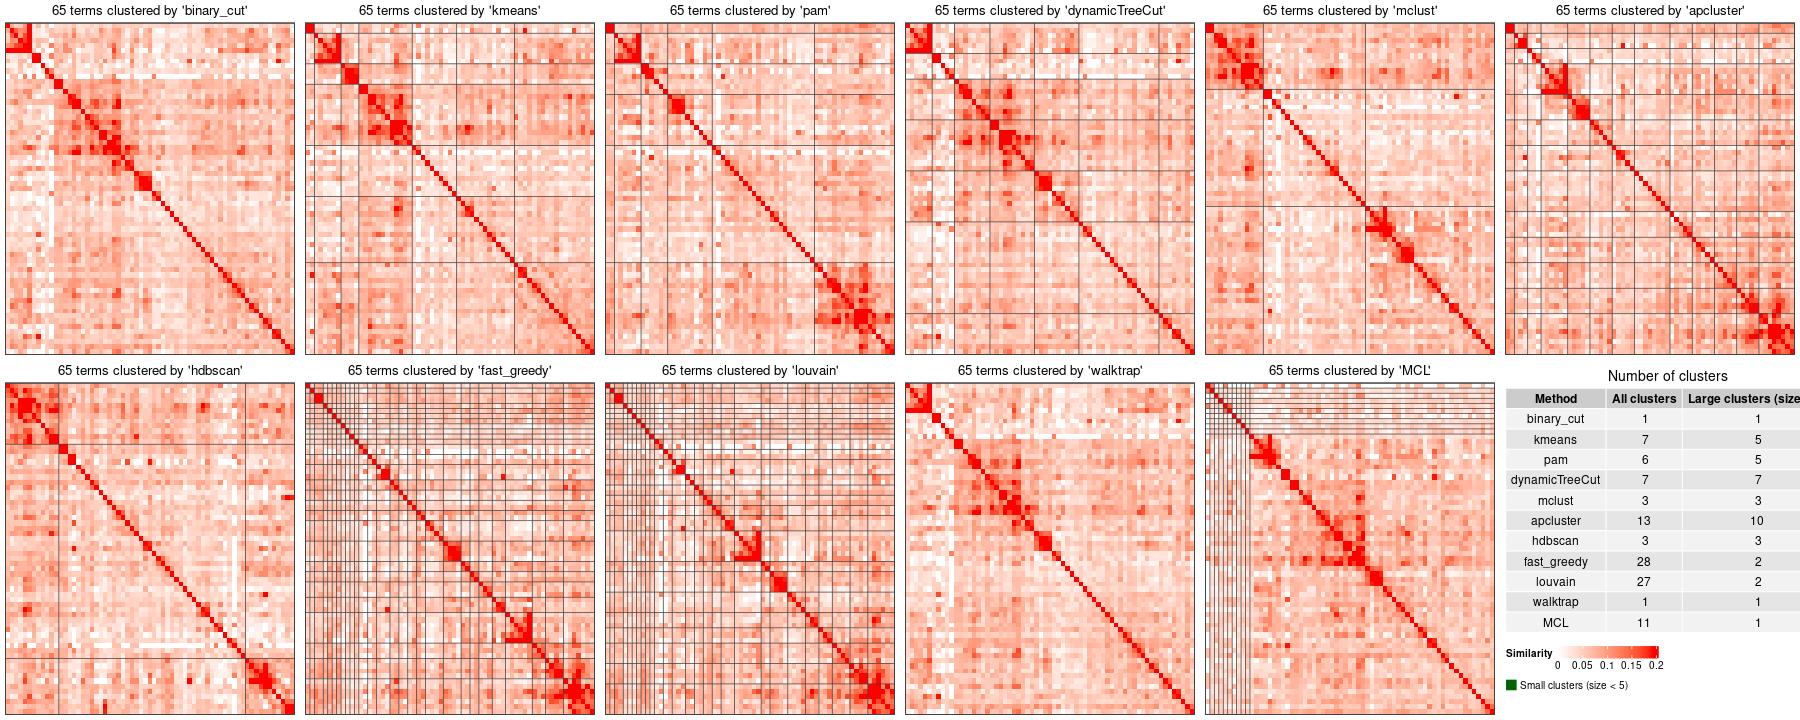 65 terms clustered by 'binary_cut'
65 terms clustered by 'kmeans'
65 terms clustered by 'pam'
65 terms clustered by 'dynamicTreeCut'
65 terms clustered by 'mclust'
65 terms clustered by 'apcluster'
65 terms clustered by 'hdbscan'
65 terms clustered by 'fast_greedy'
65 terms clustered by 'louvain'
65 terms clustered by 'walktrap'
65 terms clustered by 'MCL'
Number of clusters
Method All clusters Large clusters (size
binary_cut 1 1
kmeans 7 5
pam 6 5
dynamicTreeCut 7 7
mclust 3 3
apcluster 13 10
hdbscan 3 3
fast_greedy 28 2
louvain 27 2
walktrap 1 1
MCL 11 1
Similarity
0 0.05 0.1 0.15 0.2
Small clusters (size < 5)